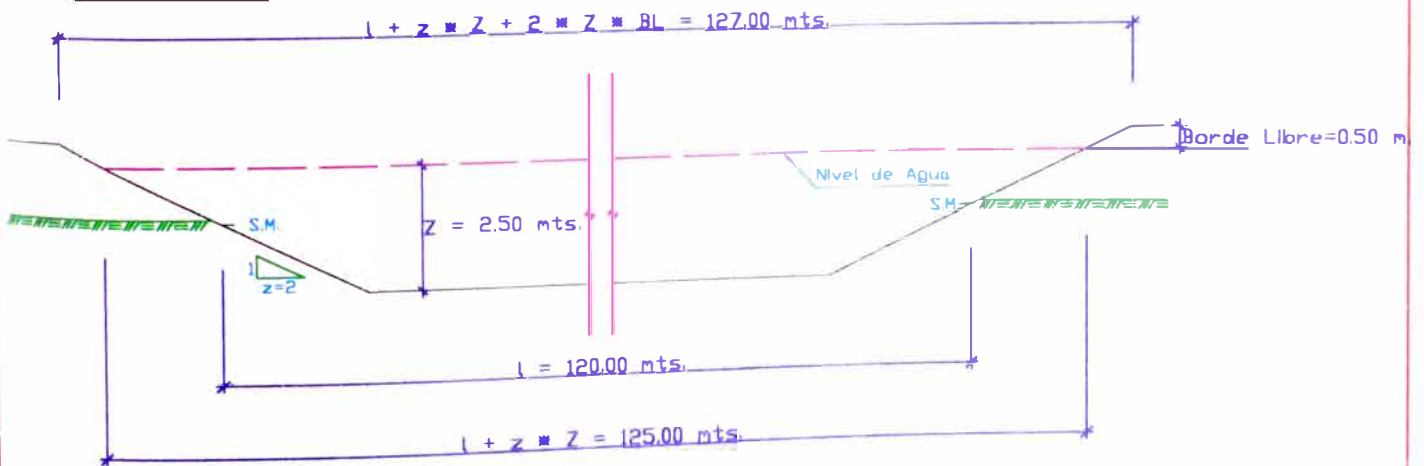 l + z * Z + 2 * Z * BL = 127.00 mts.
Borde Libre=0.50 m.
Nivel de Agua
S.M.
Z = 2.50 mts.
S.M.
1
z=2
l = 120.00 mts.
l + z * Z = 125.00 mts.